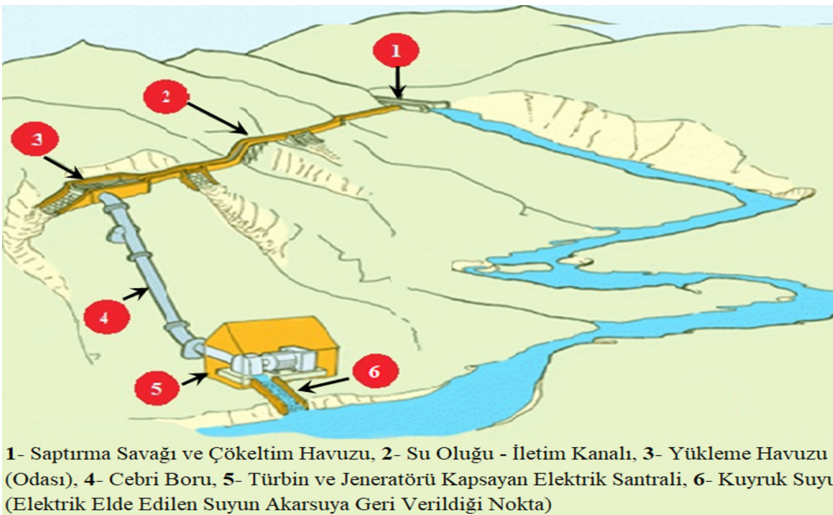 1
2
3
4
5
6
1- Saptırma Savağı ve Çökeltim Havuzu, 2- Su Oluğu - İletim Kanalı, 3- Yükleme Havuzu
(Odası), 4- Cebri Boru, 5- Türbin ve Jeneratörü Kapsayan Elektrik Santrali, 6- Kuyruk Suyu
(Elektrik Elde Edilen Suyun Akarsuya Geri Verildiği Nokta)